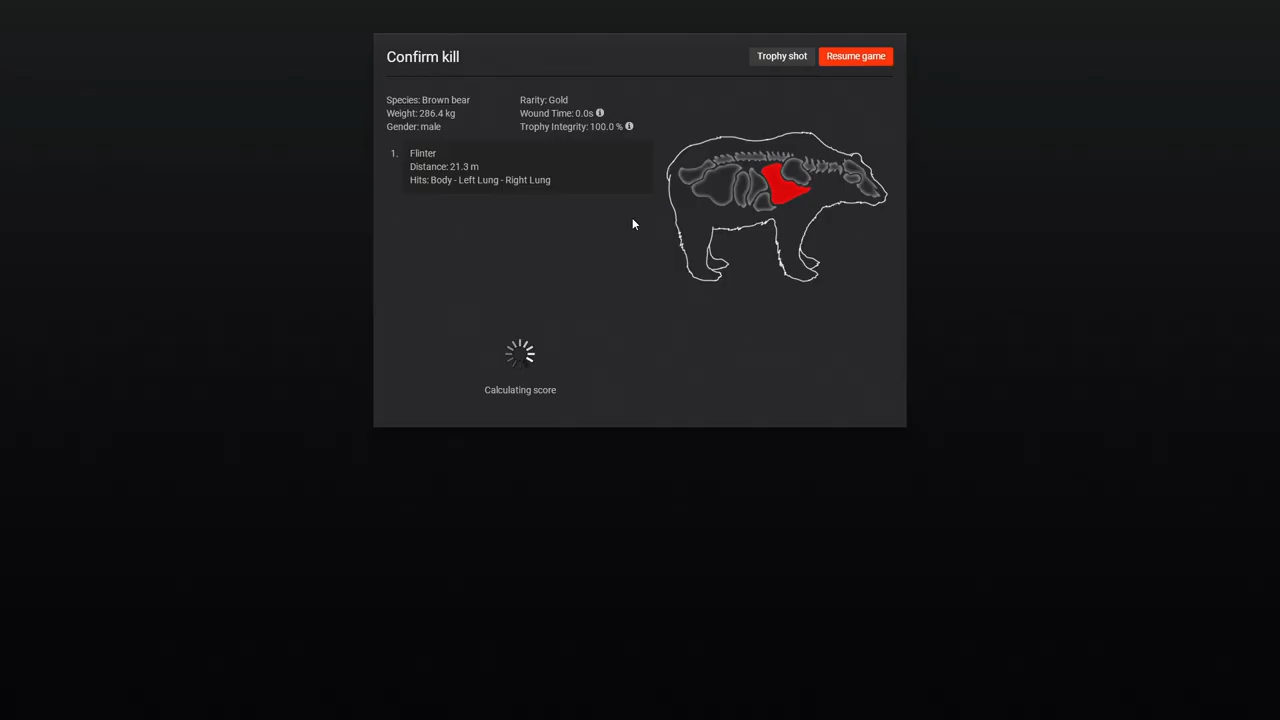 Confirm kill
Trophy shot
Resume game
Species: Brown bear
Weight: 286.4 kg
Gender: male
Rarity: Gold
Wound Time: 0.0s
Trophy Integrity: 100.0 %
1. Flinter
Distance: 21.3 m
Hits: Body - Left Lung - Right Lung
Calculating score